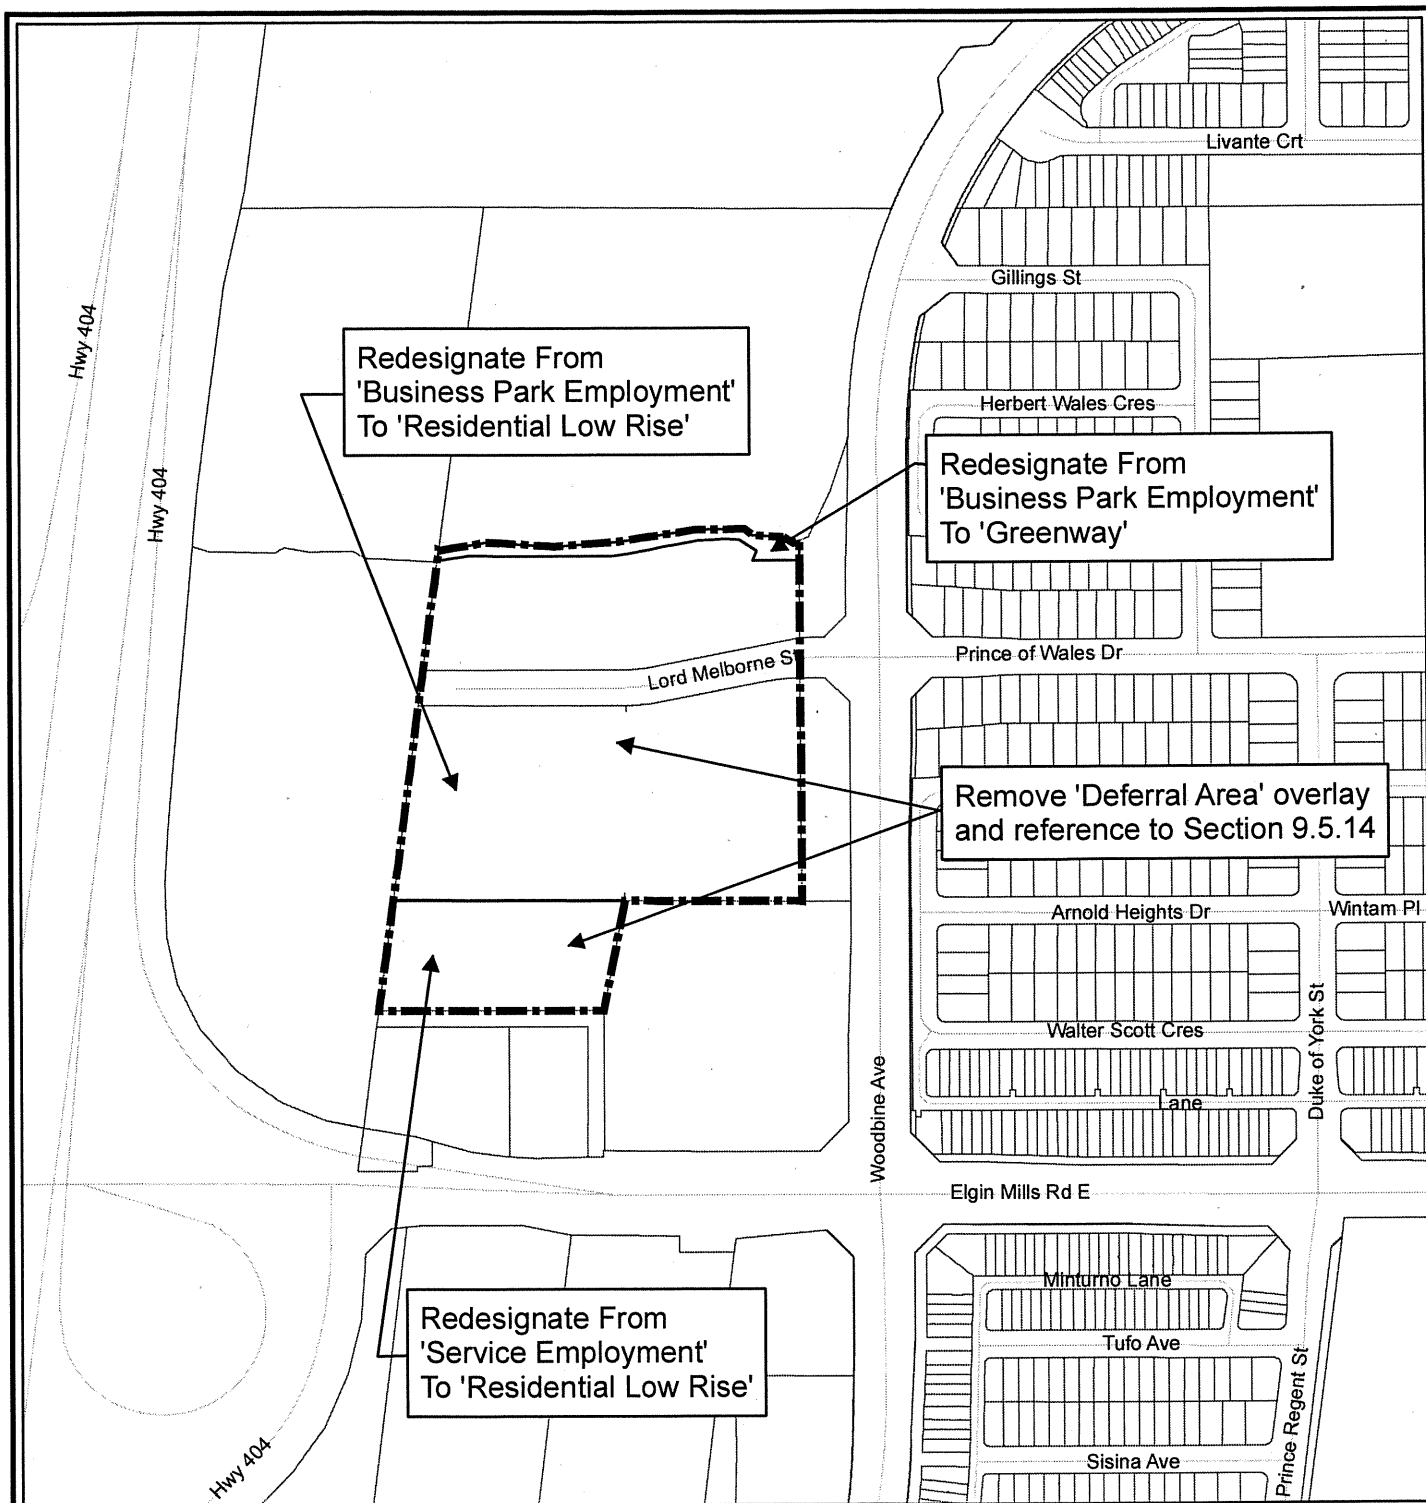 Livante Crt
Gillings St
Hwy 404
Redesignate From
'Business Park Employment'
To 'Residential Low Rise'
Herbert Wales Cres
Hwy 404
Redesignate From
'Business Park Employment'
To 'Greenway'
Lord Melborne St
Prince of Wales Dr
Remove 'Deferral Area' overlay
and reference to Section 9.5.14
Arnold Heights Dr
Wintam Pl
Walter Scott Cres
Duke of York St
Woodbine Ave
Lane
Elgin Mills Rd E
Minturno Lane
Redesignate From
'Service Employment'
To 'Residential Low Rise'
Tufo Ave
Prince Regent St
Sisina Ave
Hwy 404